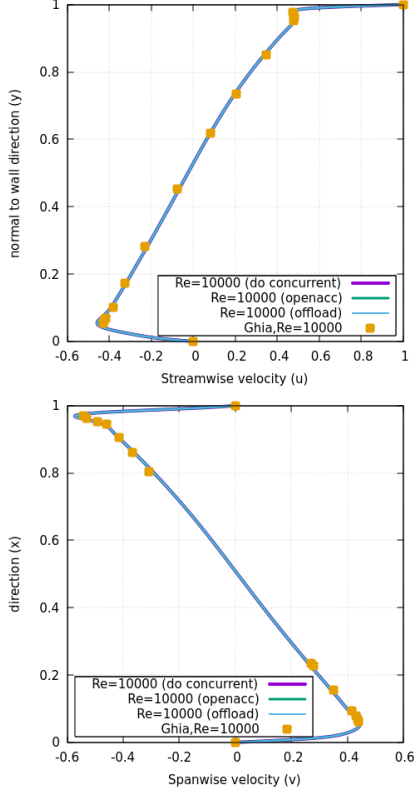 1
0.8
0.6
0.4
0.2
0
-0.6 -0.4 -0.2 0 0.2 0.4 0.6 0.8 1
normal to wall direction (y)
Streamwise velocity (u)
Re=10000 (do concurrent)
Re=10000 (openacc)
Re=10000 (offload)
Ghia,Re=10000
1
0.8
0.6
0.4
0.2
0
-0.6 -0.4 -0.2 0 0.2 0.4 0.6
direction (x)
Spanwise velocity (v)
Re=10000 (do concurrent)
Re=10000 (openacc)
Re=10000 (offload)
Ghia,Re=10000